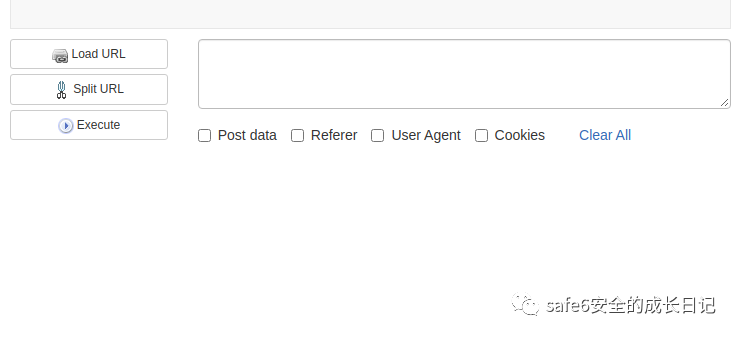 Load URL
Split URL
Execute
Post data Referer User Agent Cookies Clear All
safe6安全的成长日记